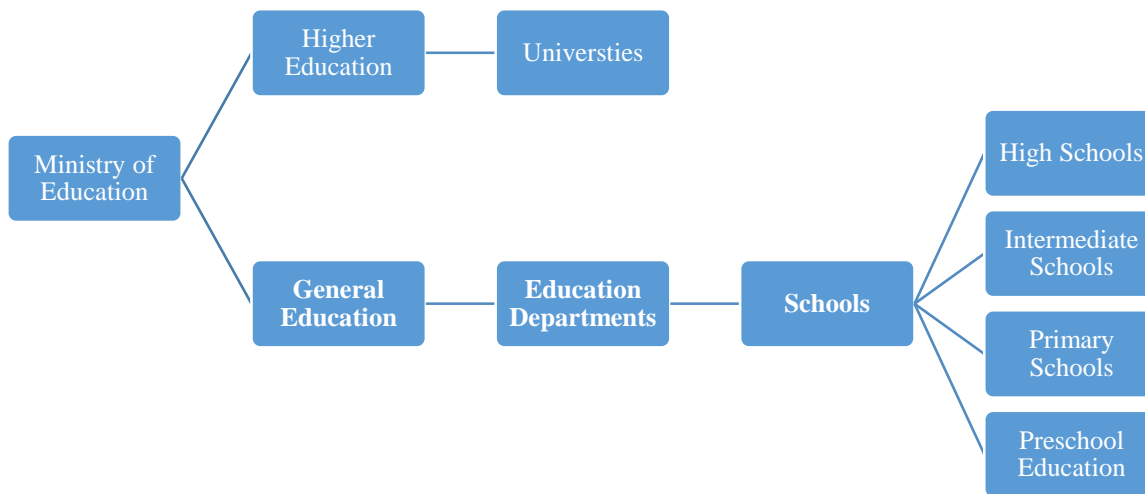 Higher
Education
Universties
Ministry of
Education
High Schools
Intermediate
Schools
General
Education
Education
Departments
Schools
Primary
Schools
Preschool
Education